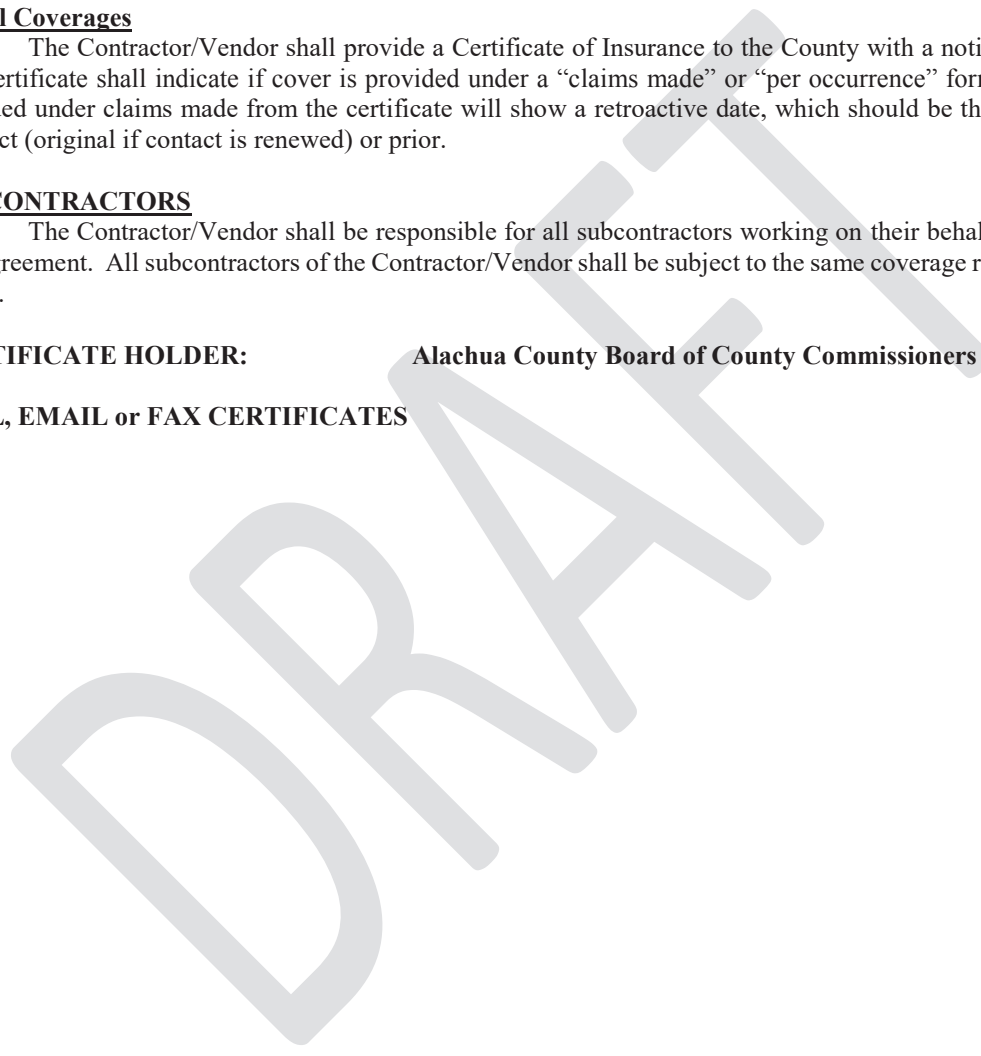 l Coverages
The Contractor/Vendor shall provide a Certificate of Insurance to the County with a noti
ertificate shall indicate if cover is provided under a “claims made” or “per occurrence” for
ed under claims made from the certificate will show a retroactive date, which should be th
ct (original if contact is renewed) or prior.
CONTRACTORS
The Contractor/Vendor shall be responsible for all subcontractors working on their behal
greement. All subcontractors of the Contractor/Vendor shall be subject to the same coverage r
.
TIFICATE HOLDER: Alachua County Board of County Commissioners
, EMAIL or FAX CERTIFICATES
DRAFT